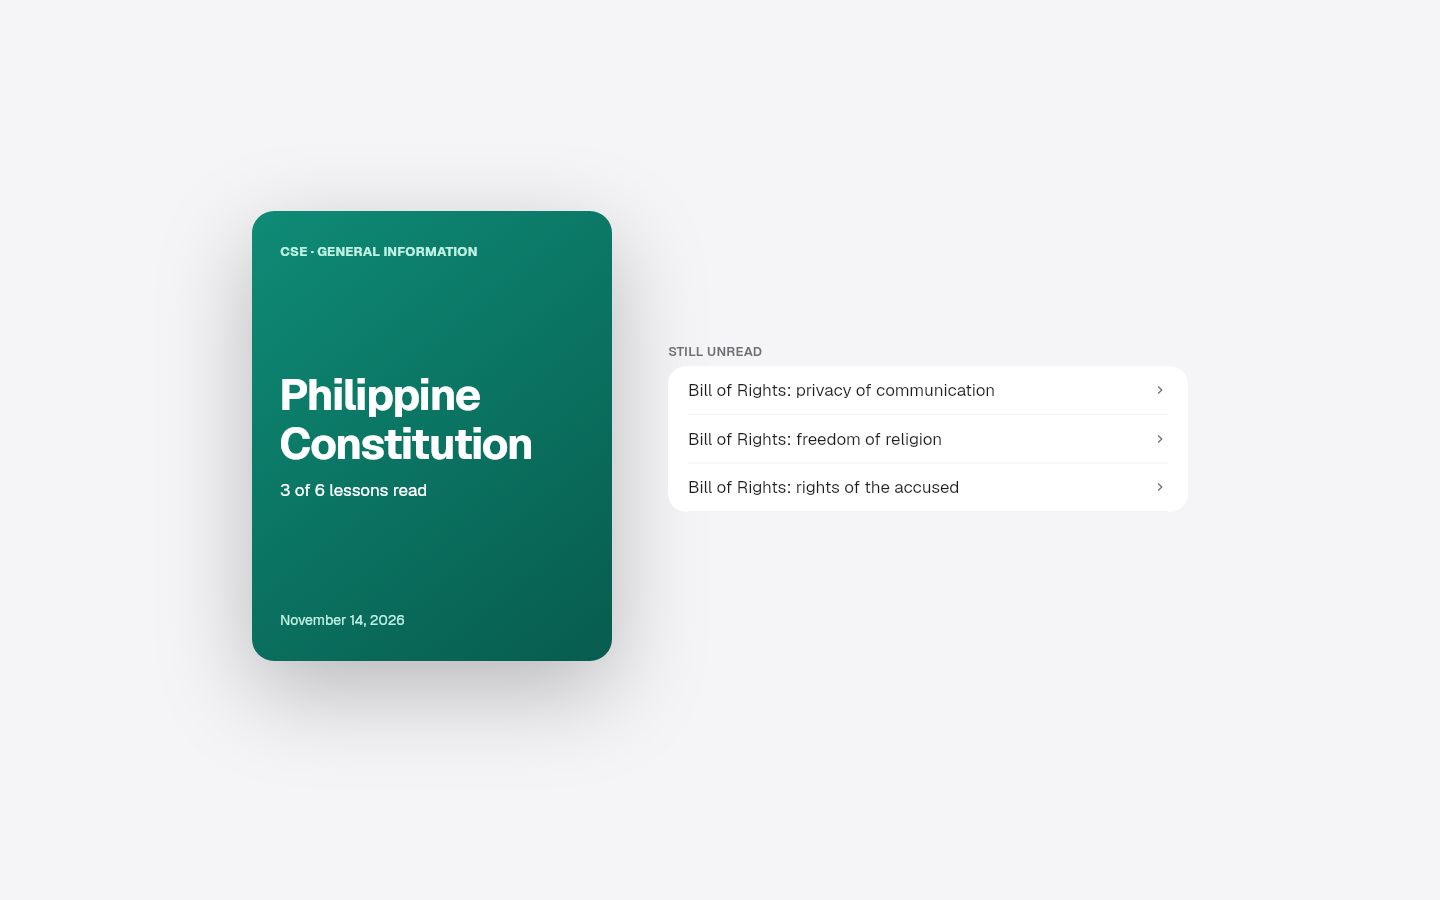 CSE · GENERAL INFORMATION
Philippine
Constitution
3 of 6 lessons read
November 14, 2026
STILL UNREAD
Bill of Rights: privacy of communication
Bill of Rights: freedom of religion
Bill of Rights: rights of the accused